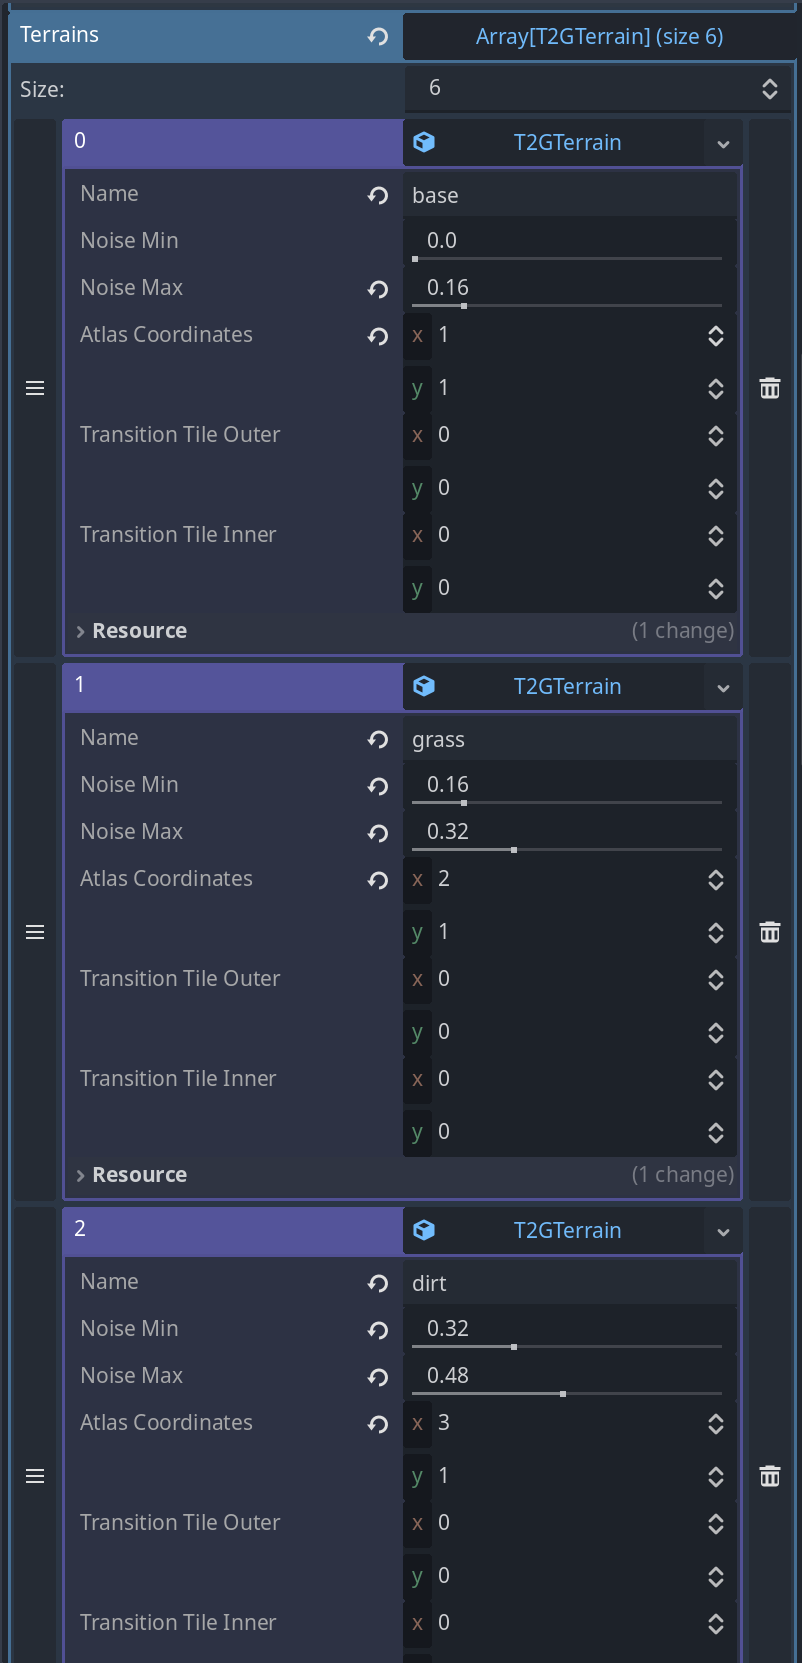 Terrains Array[T2GTerrain] (size 6)
Size: 6
0 T2GTerrain
Name base
Noise Min 0.0
Noise Max 0.16
Atlas Coordinates x 1
y 1
Transition Tile Outer x 0
y 0
Transition Tile Inner x 0
y 0
Resource (1 change)
1 T2GTerrain
Name grass
Noise Min 0.16
Noise Max 0.32
Atlas Coordinates x 2
y 1
Transition Tile Outer x 0
y 0
Transition Tile Inner x 0
y 0
Resource (1 change)
2 T2GTerrain
Name dirt
Noise Min 0.32
Noise Max 0.48
Atlas Coordinates x 3
y 1
Transition Tile Outer x 0
y 0
Transition Tile Inner x 0